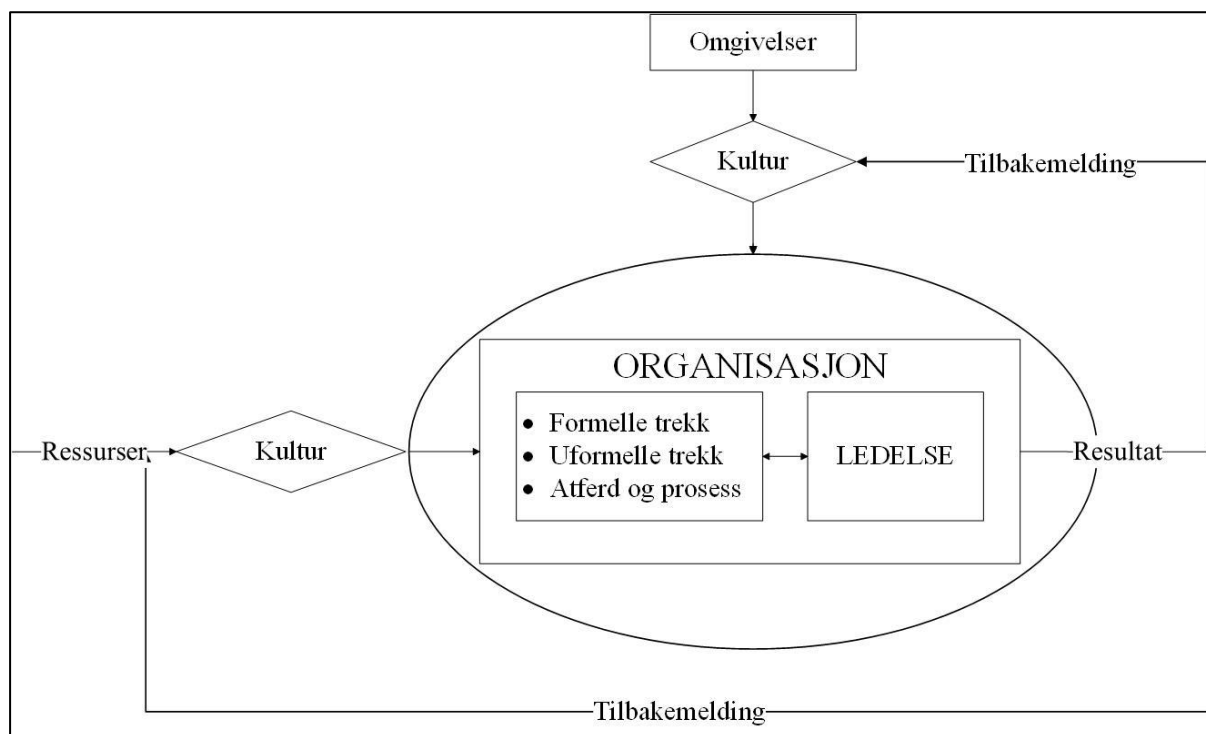 Omgivelser
Kultur
Tilbakemelding
ORGANISASJON
● Formelle trekk
● Uformelle trekk
● Atferd og prosess
LEDELSE
Ressurser
Kultur
Resultat
Tilbakemelding